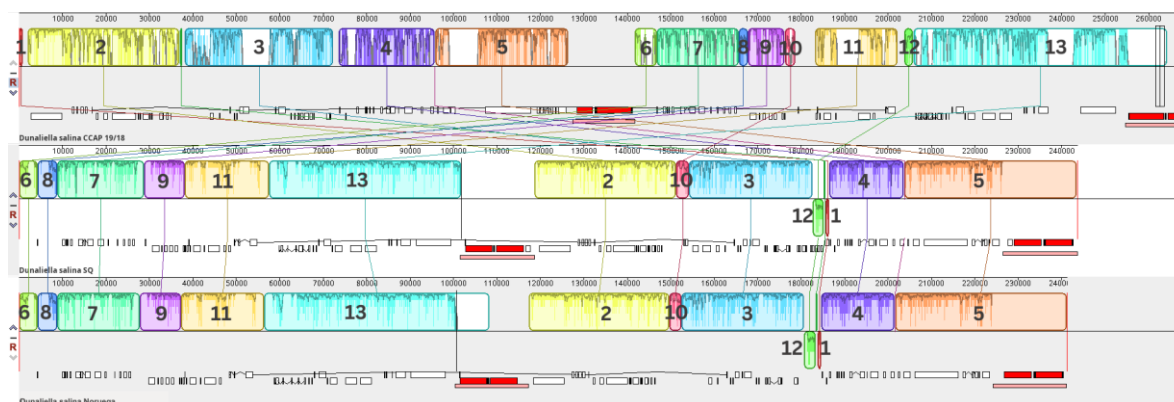 10000 20000 30000 40000 50000 60000 70000 80000 90000 100000 110000 120000 130000 140000 150000 160000 170000 180000 190000 200000 210000 220000 230000 240000 250000 260000
1 2 3 4 5 6 7 8 9 10 11 12 13
R
Dunaliella salina CCAP 19/18
10000 20000 30000 40000 50000 60000 70000 80000 90000 100000 110000 120000 130000 140000 150000 160000 170000 180000 190000 200000 210000 220000 230000 240000
6 8 7 9 11 13 2 10 3 4 5
R
12 1
Dunaliella salina SQ
10000 20000 30000 40000 50000 60000 70000 80000 90000 100000 110000 120000 130000 140000 150000 160000 170000 180000 190000 200000 210000 220000 230000 24000
6 8 7 9 11 13 2 10 3 4 5
R
12 1
Dunaliella salina Noruega